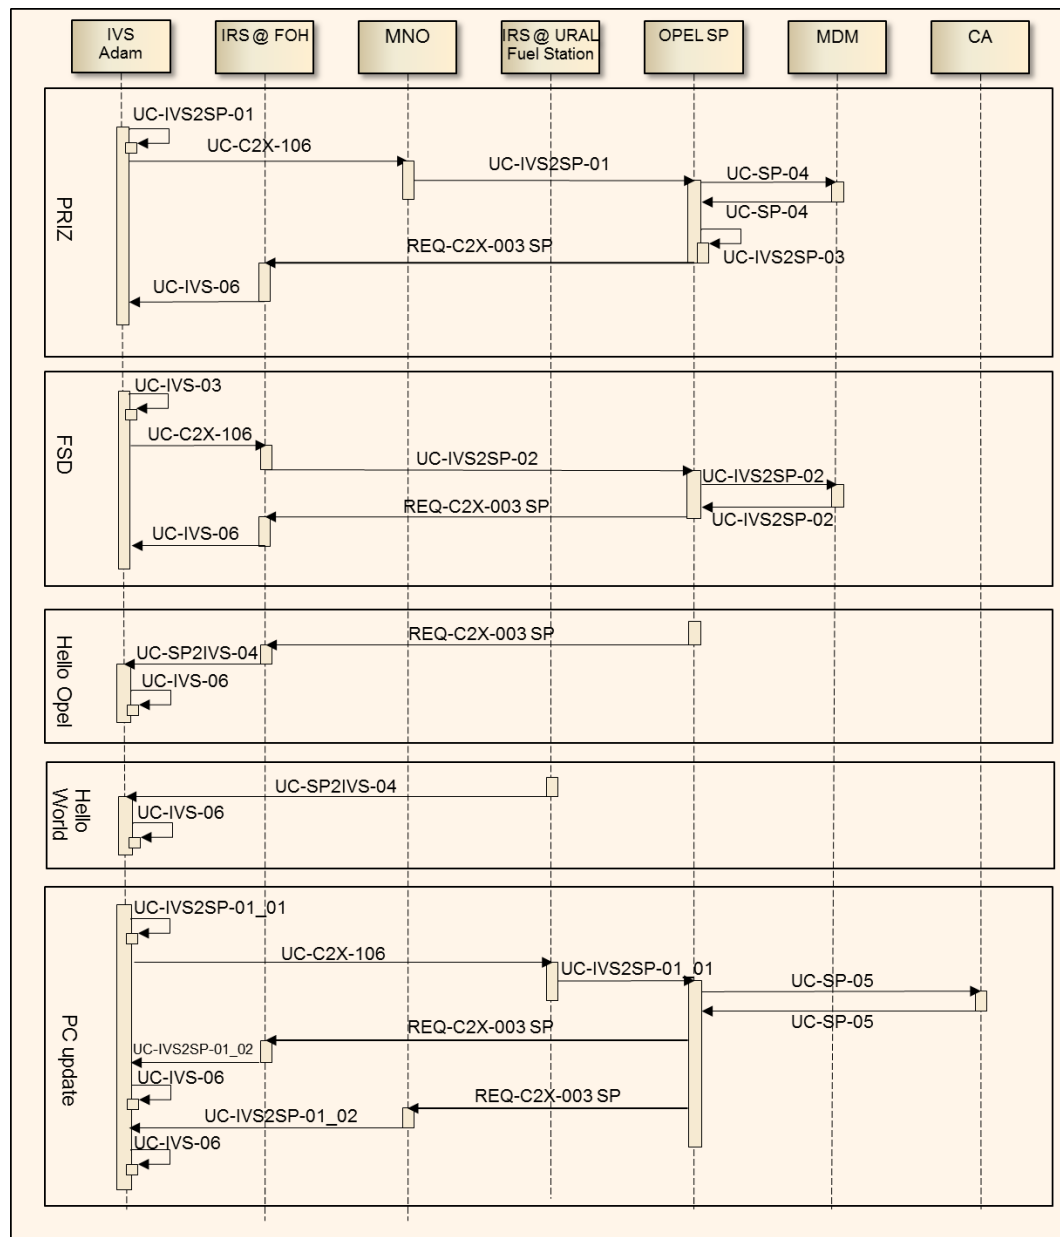 IVS
Adam
IRS @ FOH
MNO
IRS @ URAL
Fuel Station
OPEL SP
MDM
CA
PRIZ
UC-IVS2SP-01
UC-C2X-106
UC-IVS2SP-01
UC-SP-04
UC-SP-04
UC-IVS2SP-03
REQ-C2X-003 SP
UC-IVS-06
FSD
UC-IVS-03
UC-C2X-106
UC-IVS2SP-02
UC-IVS2SP-02
UC-IVS2SP-02
REQ-C2X-003 SP
UC-IVS-06
Hello Opel
REQ-C2X-003 SP
UC-SP2IVS-04
UC-IVS-06
Hello
World
UC-SP2IVS-04
UC-IVS-06
PC update
UC-IVS2SP-01_01
UC-C2X-106
UC-IVS2SP-01_01
UC-SP-05
UC-SP-05
REQ-C2X-003 SP
UC-IVS2SP-01_02
UC-IVS-06
REQ-C2X-003 SP
UC-IVS2SP-01_02
UC-IVS-06